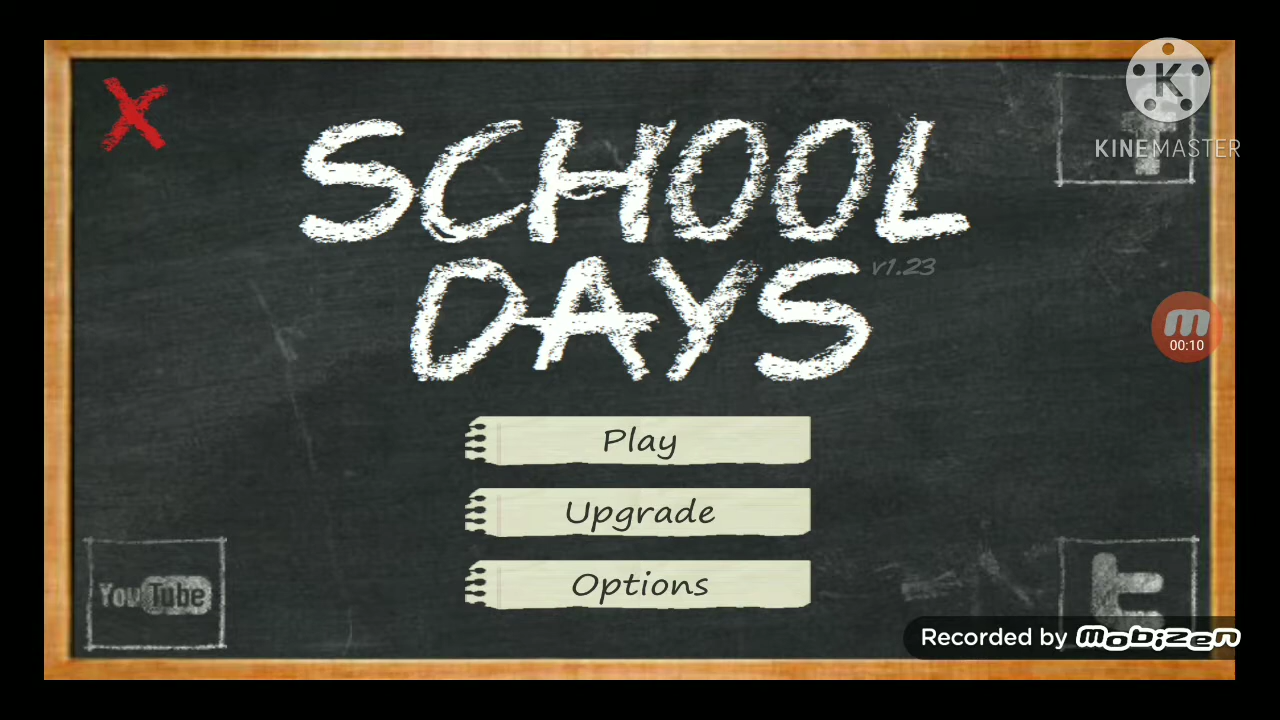 K
KINEMASTER
SCHOOL
DAYS
v1.23
00:10
Play
Upgrade
Options
YouTube
Recorded by mobizen